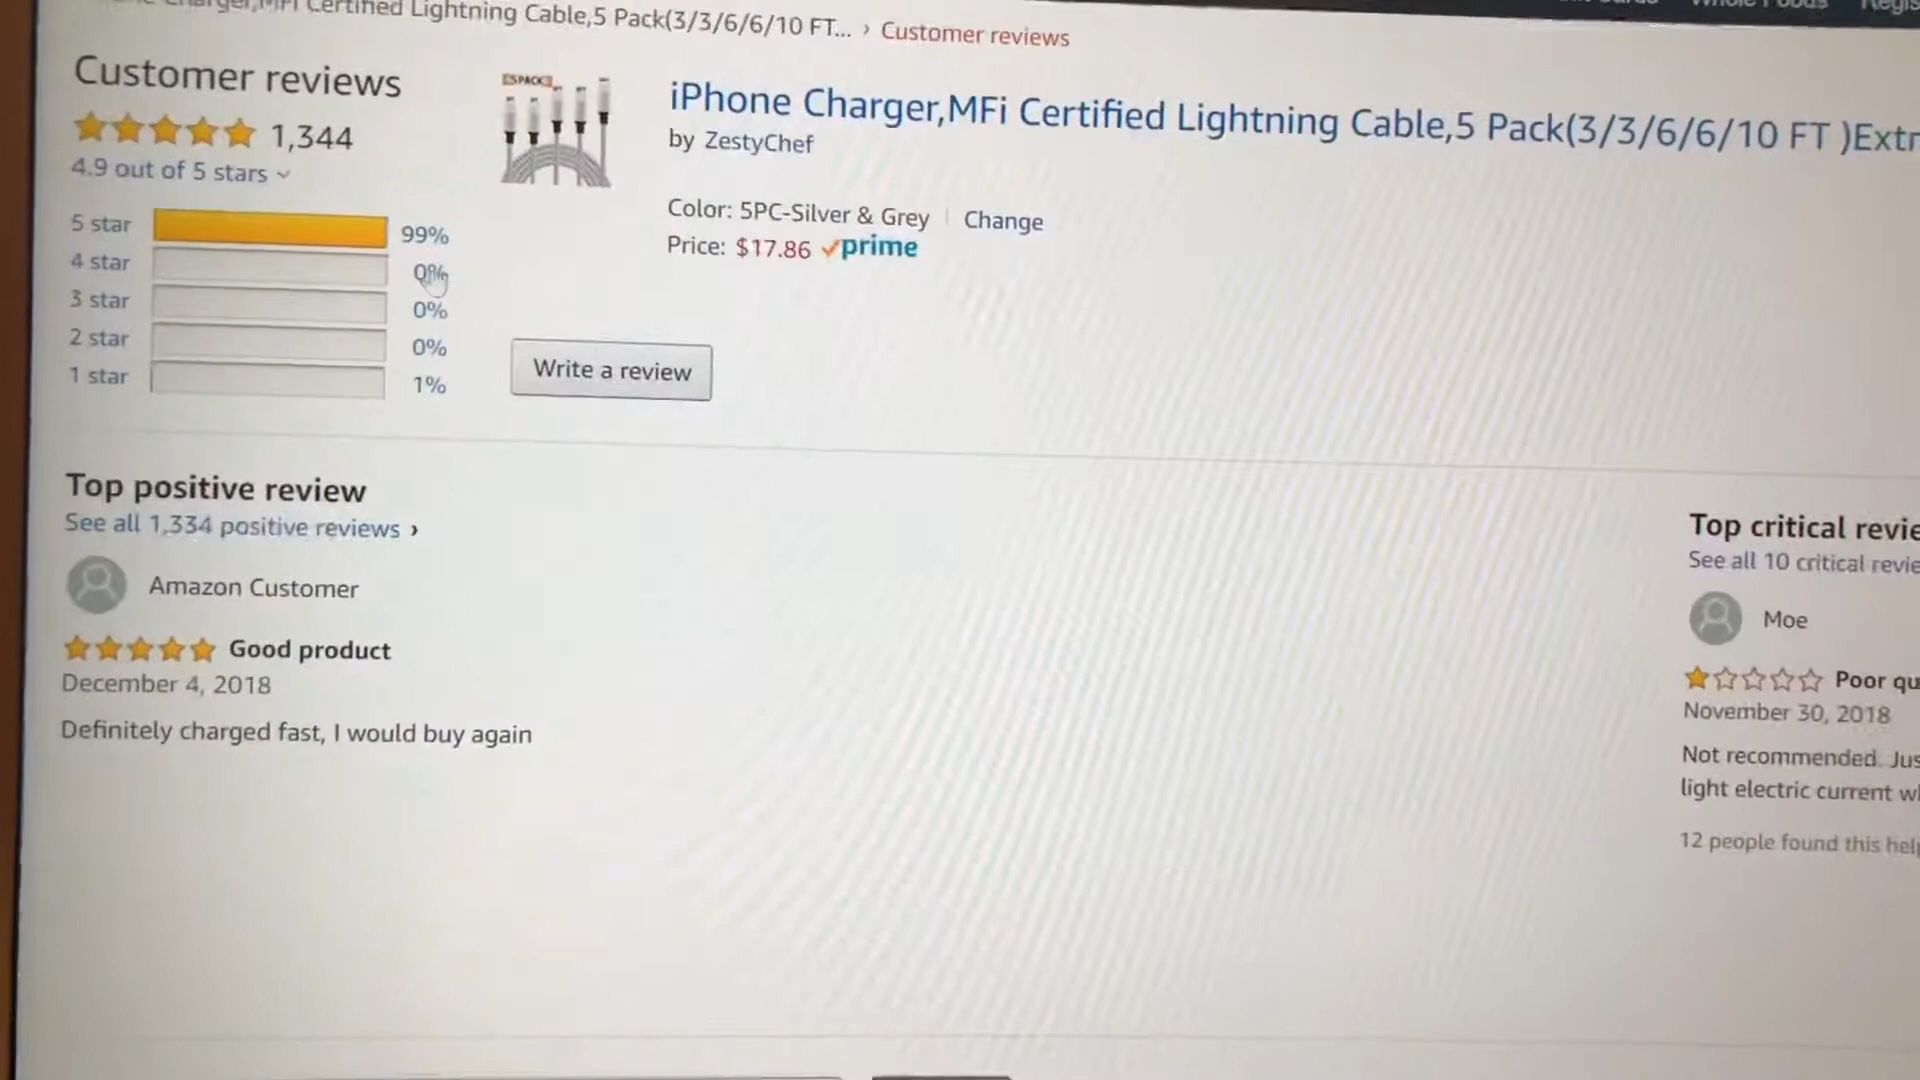 Certified Lightning Cable,5 Pack(3/3/6/6/10 FT... › Customer reviews
Customer reviews
1,344
4.9 out of 5 stars
5 star 99%
4 star 0%
3 star 0%
2 star 0%
1 star 1%
5PACK
iPhone Charger,MFi Certified Lightning Cable,5 Pack(3/3/6/6/10 FT )Extr
by ZestyChef
Color: 5PC-Silver & Grey | Change
Price: $17.86 prime
Write a review
Top positive review
See all 1,334 positive reviews ›
Amazon Customer
Good product
December 4, 2018
Definitely charged fast, I would buy again
Top critical revie
See all 10 critical revie
Moe
Poor qu
November 30, 2018
Not recommended. Jus
light electric current w
12 people found this hel